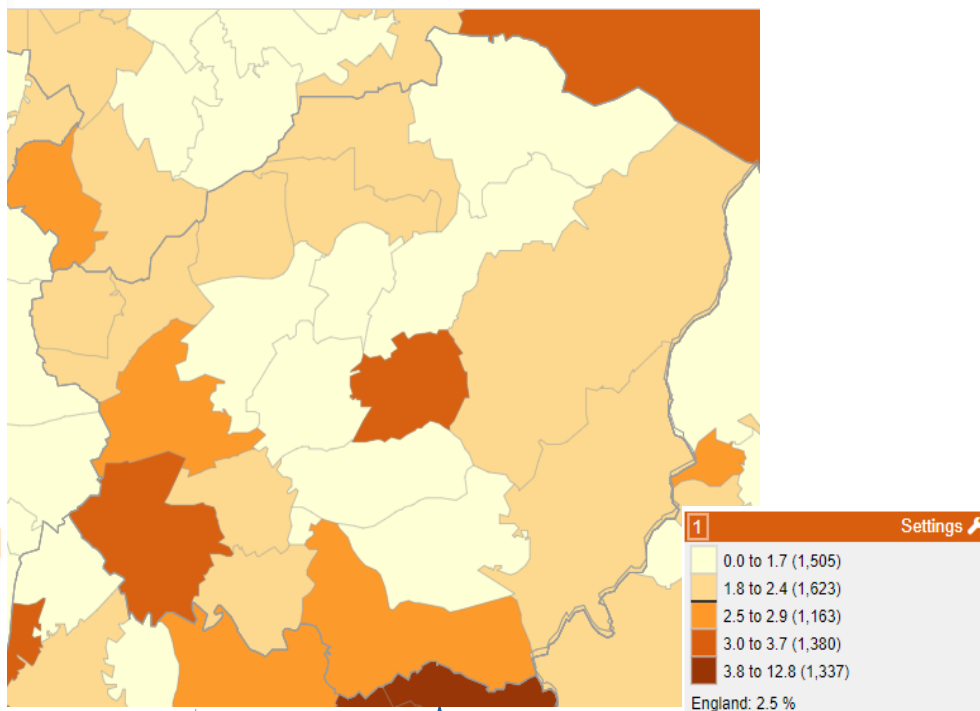 1 Settings
0.0 to 1.7 (1,505)
1.8 to 2.4 (1,623)
2.5 to 2.9 (1,163)
3.0 to 3.7 (1,380)
3.8 to 12.8 (1,337)
England: 2.5 %